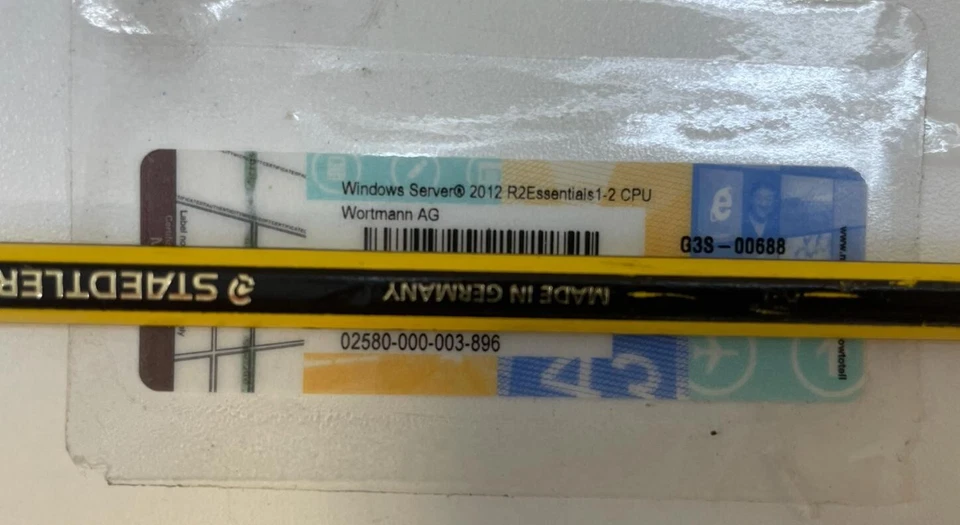 Windows Server® 2012 R2Essentials1-2 CPU
Wortmann AG
G3S-00688
STAEDTLER
MADE IN GERMANY
02580-000-003-896